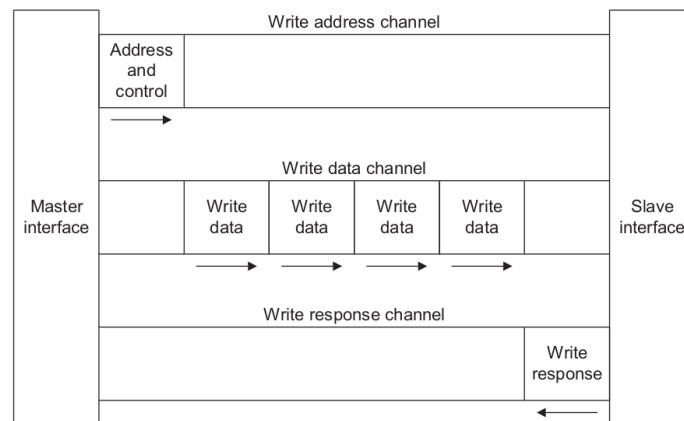 Write address channel
Address
and
control
Write data channel
Master
interface
Write
data
Write
data
Write
data
Write
data
Slave
interface
Write response channel
Write
response